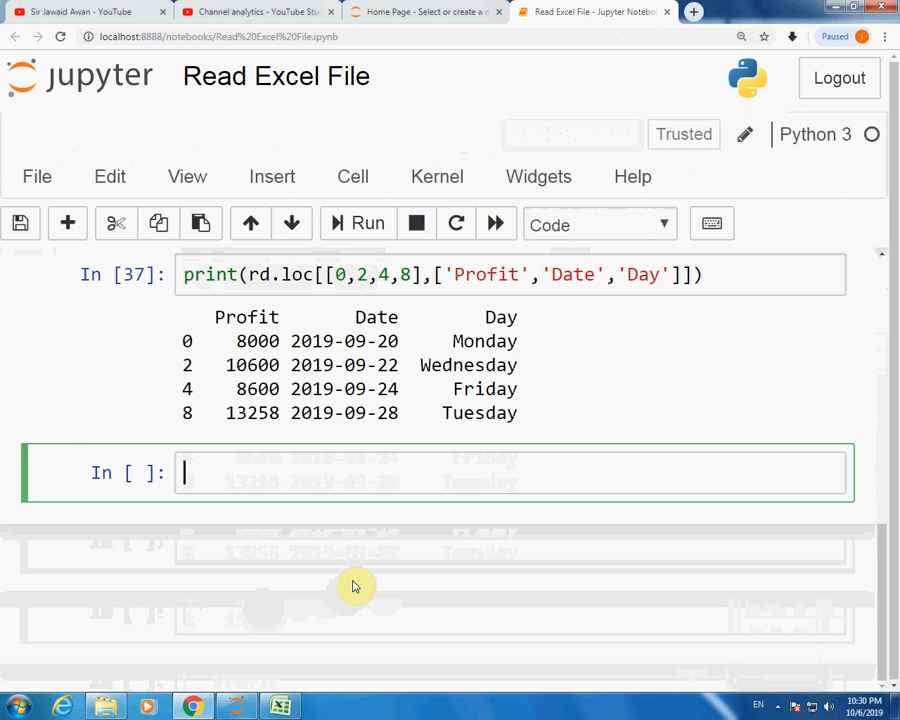 Sir Jawaid Awan - YouTube
Channel analytics - YouTube Stu
Home Page - Select or create a n
Read Excel File - Jupyter Noteboo
localhost:8888/notebooks/Read%20Excel%20File.ipynb
Paused
i
jupyter
Read Excel File
Logout
Trusted
Python 3
File Edit View Insert Cell Kernel Widgets Help
Run
Code
In [37]: print(rd.loc[[0,2,4,8],['Profit','Date','Day']])
Profit Date Day
0 8000 2019-09-20 Monday
2 10600 2019-09-22 Wednesday
4 8600 2019-09-24 Friday
8 13258 2019-09-28 Tuesday
In [ ]:
EN
10:30 PM
10/6/2019